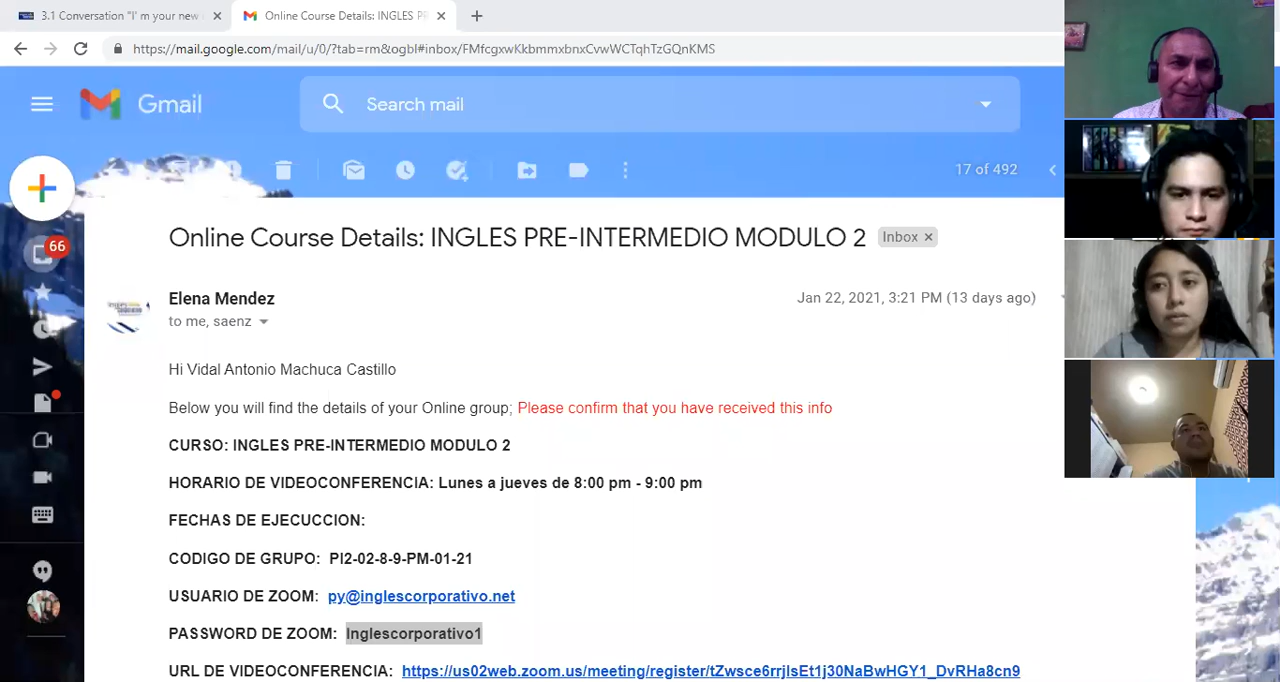 3.1 Conversation "I' m your new
Online Course Details: INGLES PR
https://mail.google.com/mail/u/0/?tab=rm&ogbl#inbox/FMfcgxwKkbmmxbnxCvwWCTqhTzGQnKMS
Gmail
Search mail
17 of 492
66
Online Course Details: INGLES PRE-INTERMEDIO MODULO 2
Inbox
Elena Mendez
Jan 22, 2021, 3:21 PM (13 days ago)
to me, saenz
Hi Vidal Antonio Machuca Castillo
Below you will find the details of your Online group; Please confirm that you have received this info
CURSO: INGLES PRE-INTERMEDIO MODULO 2
HORARIO DE VIDEOCONFERENCIA: Lunes a jueves de 8:00 pm - 9:00 pm
FECHAS DE EJECUCCION:
CODIGO DE GRUPO: PI2-02-8-9-PM-01-21
USUARIO DE ZOOM: py@inglescorporativo.net
PASSWORD DE ZOOM: Inglescorporativo1
URL DE VIDEOCONFERENCIA: https://us02web.zoom.us/meeting/register/tZwsce6rrjIsEt1j30NaBwHGY1_DvRHa8cn9